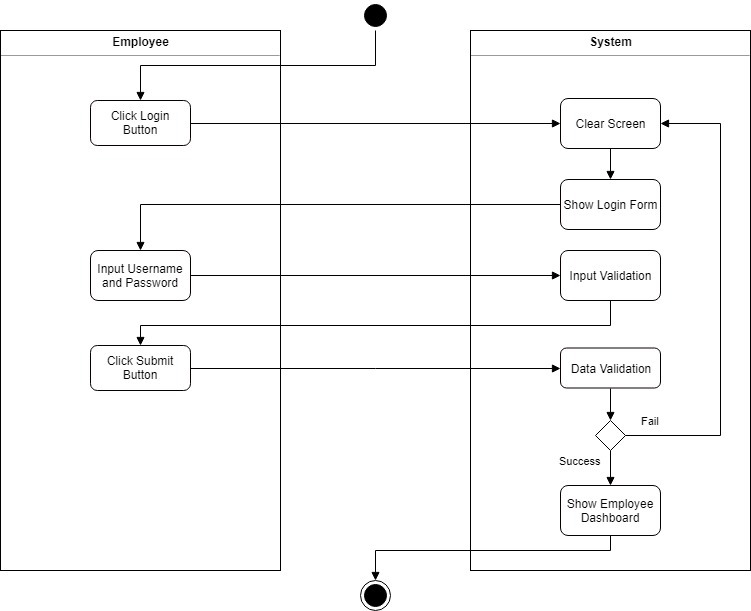 Employee
System
Click Login
Button
Clear Screen
Show Login Form
Input Username
and Password
Input Validation
Click Submit
Button
Data Validation
Fail
Success
Show Employee
Dashboard